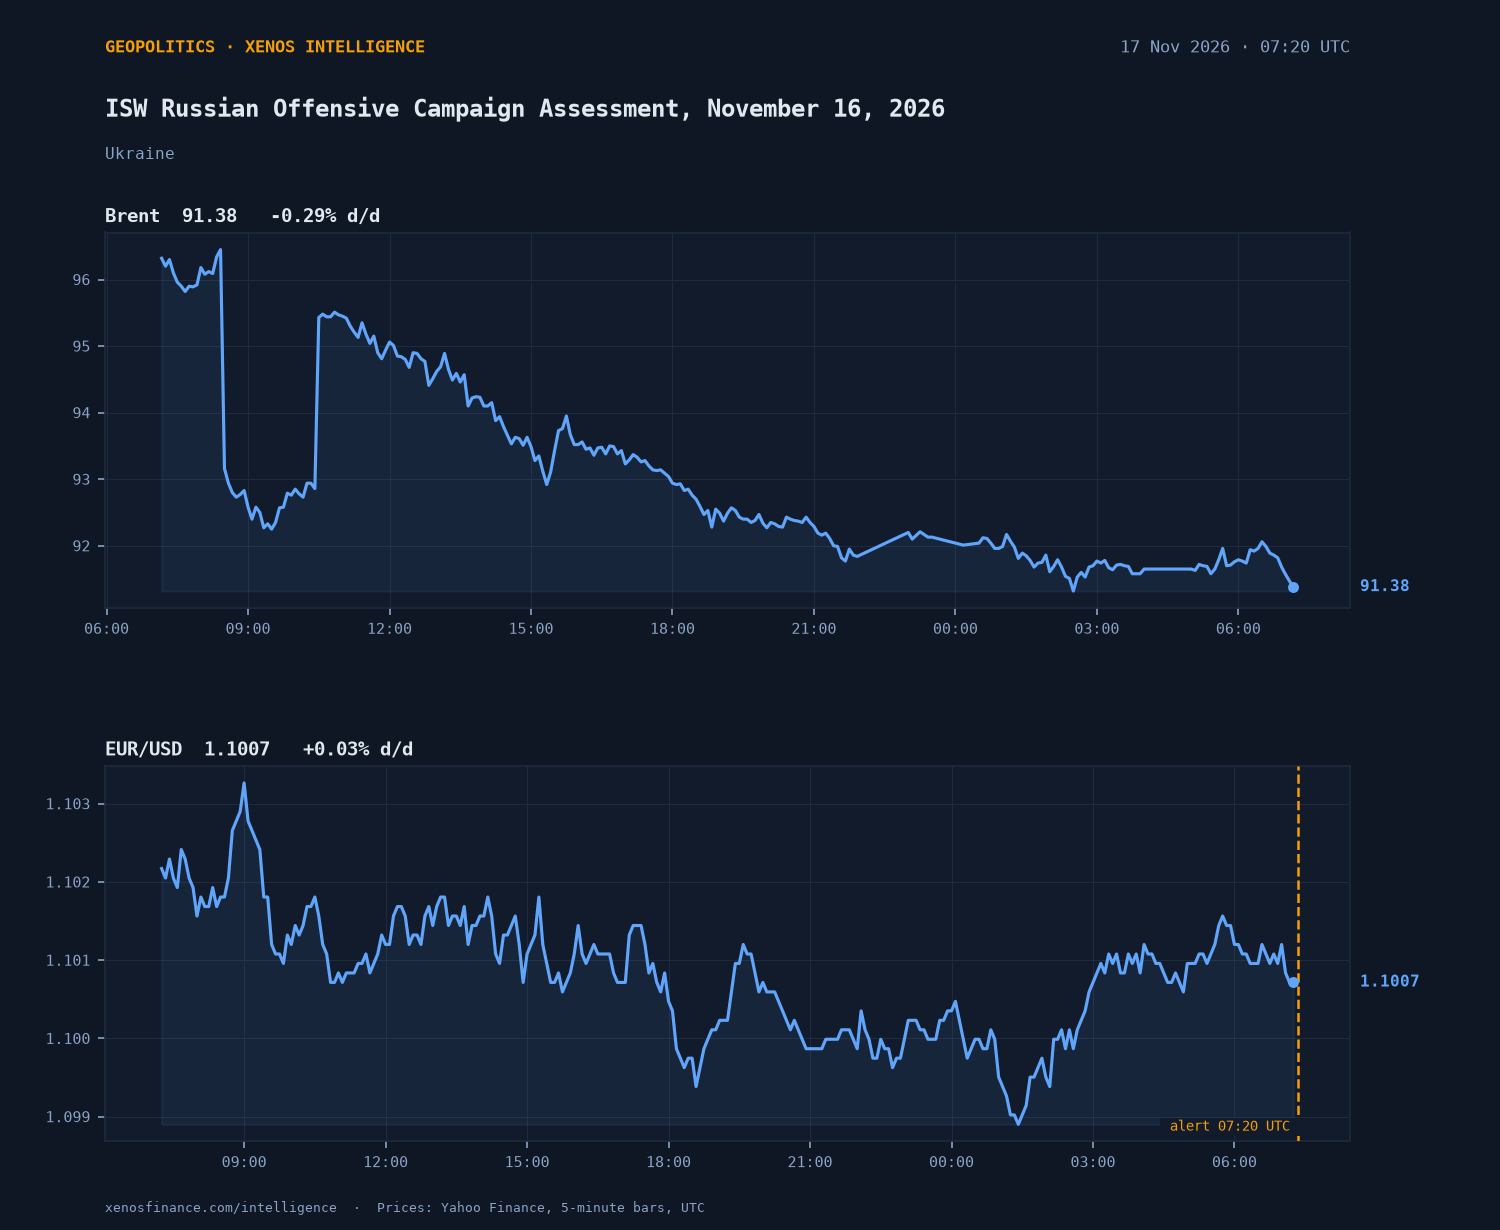 GEOPOLITICS · XENOS INTELLIGENCE
17 Nov 2026 · 07:20 UTC
ISW Russian Offensive Campaign Assessment, November 16, 2026
Ukraine
Brent 91.38 -0.29% d/d
96
95
94
93
92
91.38
06:00 09:00 12:00 15:00 18:00 21:00 00:00 03:00 06:00
EUR/USD 1.1007 +0.03% d/d
1.103
1.102
1.101
1.1007
1.100
1.099
alert 07:20 UTC
09:00 12:00 15:00 18:00 21:00 00:00 03:00 06:00
xenosfinance.com/intelligence · Prices: Yahoo Finance, 5-minute bars, UTC